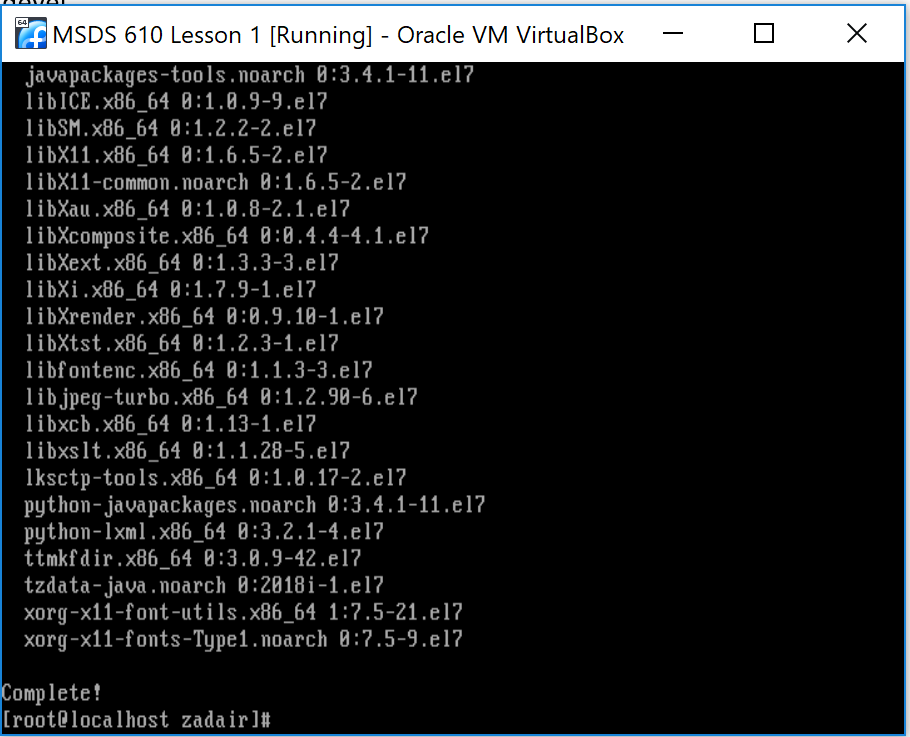 64 MSDS 610 Lesson 1 [Running] - Oracle VM VirtualBox
javapackages-tools.noarch 0:3.4.1-11.el7
libICE.x86_64 0:1.0.9-9.el7
libSM.x86_64 0:1.2.2-2.el7
libX11.x86_64 0:1.6.5-2.el7
libX11-common.noarch 0:1.6.5-2.el7
libXau.x86_64 0:1.0.8-2.1.el7
libXcomposite.x86_64 0:0.4.4-4.1.el7
libXext.x86_64 0:1.3.3-3.el7
libXi.x86_64 0:1.7.9-1.el7
libXrender.x86_64 0:0.9.10-1.el7
libXtst.x86_64 0:1.2.3-1.el7
libfontenc.x86_64 0:1.1.3-3.el7
libjpeg-turbo.x86_64 0:1.2.90-6.el7
libxcb.x86_64 0:1.13-1.el7
libxslt.x86_64 0:1.1.28-5.el7
lksctp-tools.x86_64 0:1.0.17-2.el7
python-javapackages.noarch 0:3.4.1-11.el7
python-lxml.x86_64 0:3.2.1-4.el7
ttmkfdir.x86_64 0:3.0.9-42.el7
tzdata-java.noarch 0:2018i-1.el7
xorg-x11-font-utils.x86_64 1:7.5-21.el7
xorg-x11-fonts-Type1.noarch 0:7.5-9.el7
Complete!
[root@localhost zadair]#